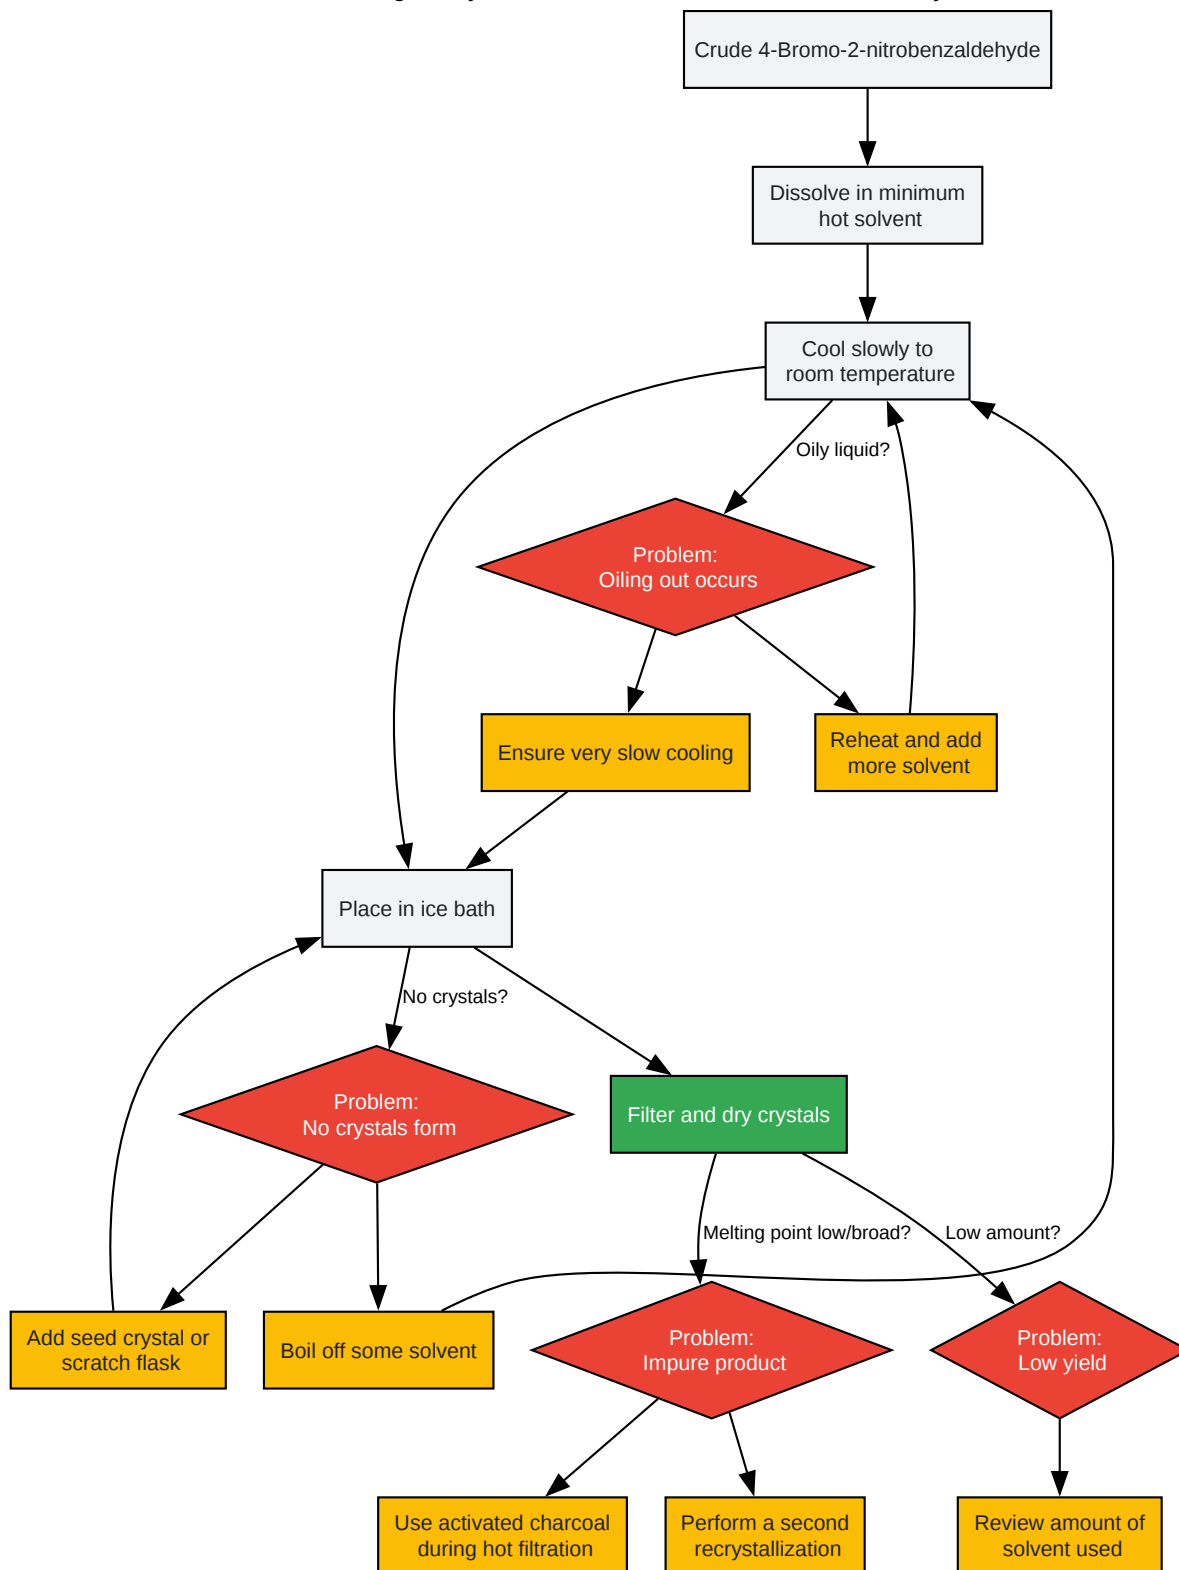 Crude 4-Bromo-2-nitrobenzaldehyde
Dissolve in minimum
hot solvent
Cool slowly to
room temperature
Oily liquid?
Problem:
Oiling out occurs
Ensure very slow cooling
Reheat and add
more solvent
Place in ice bath
No crystals?
Problem:
No crystals form
Filter and dry crystals
Melting point low/broad?
Low amount?
Add seed crystal or
scratch flask
Boil off some solvent
Problem:
Impure product
Problem:
Low yield
Use activated charcoal
during hot filtration
Perform a second
recrystallization
Review amount of
solvent used